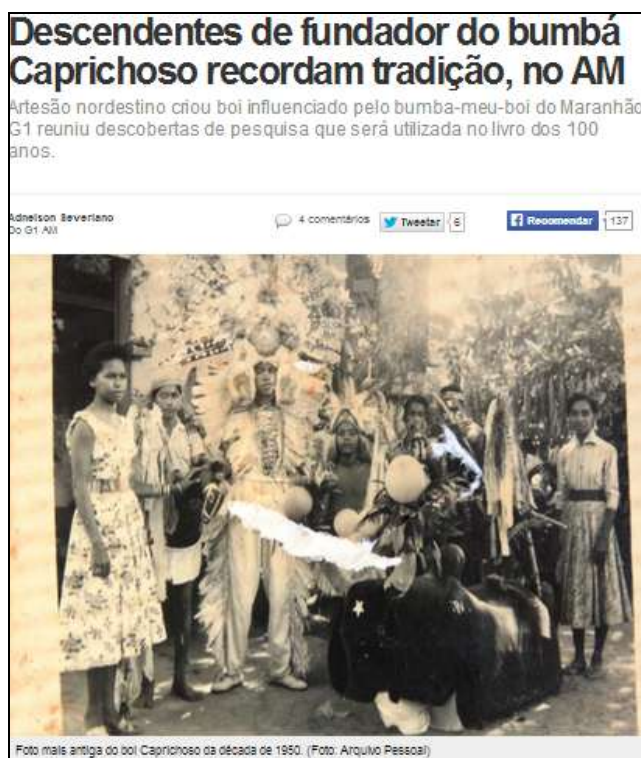 Descendentes de fundador do bumbá
Caprichoso recordam tradição, no AM
Artesão nordestino criou boi influenciado pelo bumba-meu-boi do Maranhão
G1 reuniu descobertas de pesquisa que será utilizada no livro dos 100
anos.
Adneison Severiano
Do G1 AM
4 comentários
Tweetar 6
Recomendar 137
Foto mais antiga do boi Caprichoso da década de 1950. (Foto: Arquivo Pessoal)